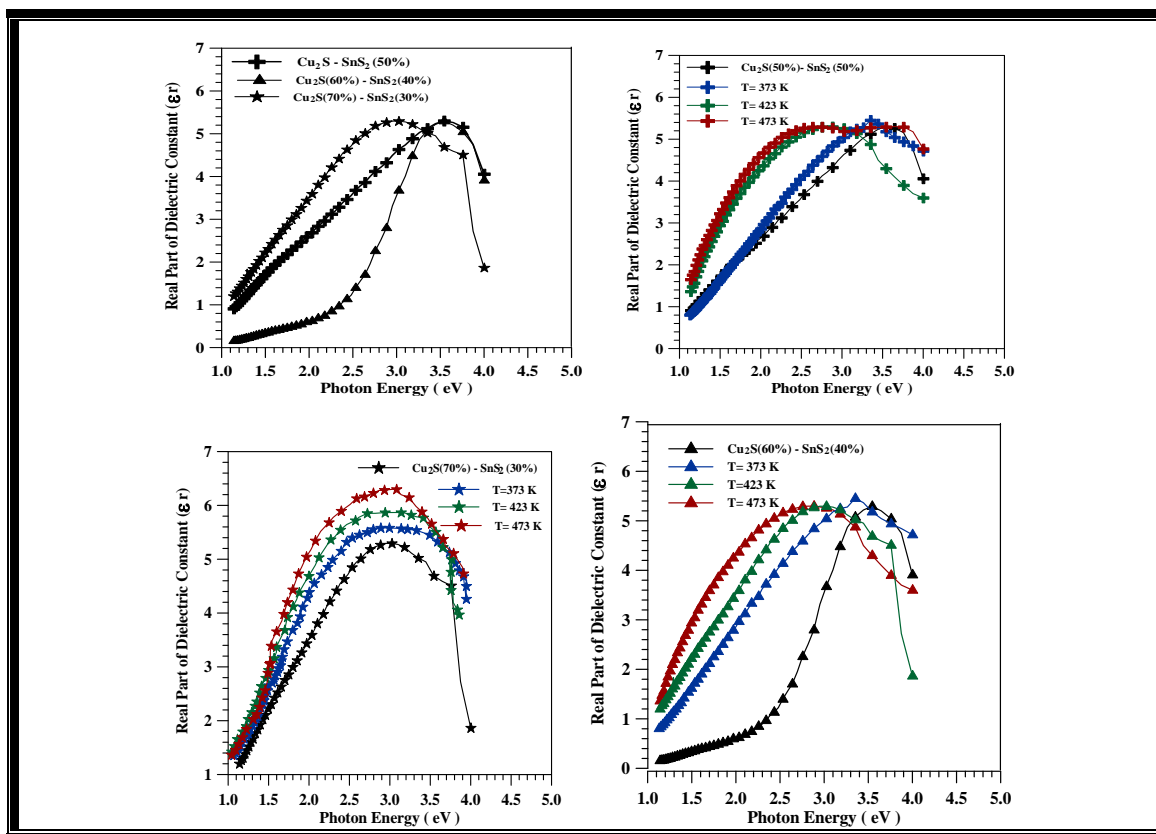 Real Part of Dielectric Constant (εr)
7
6
5
4
3
2
1
0
Cu₂S - SnS₂ (50%)
Cu₂S(60%) - SnS₂(40%)
Cu₂S(70%) - SnS₂(30%)
1.0 1.5 2.0 2.5 3.0 3.5 4.0 4.5 5.0
Photon Energy ( eV )
Real Part of Dielectric Constant (ε r)
7
6
5
4
3
2
1
0
Cu₂S(50%)- SnS₂ (50%)
T= 373 K
T= 423 K
T= 473 K
1.0 1.5 2.0 2.5 3.0 3.5 4.0 4.5 5.0
Photon Energy ( eV )
Real Part of Dielectric Constant (ε r)
7
6
5
4
3
2
1
Cu₂S(70%) - SnS₂ (30%)
T=373 K
T= 423 K
T= 473 K
1.0 1.5 2.0 2.5 3.0 3.5 4.0 4.5 5.0
Photon Energy ( eV )
Real Part of Dielectric Constant (ε r)
7
6
5
4
3
2
1
0
Cu₂S(60%) - SnS₂(40%)
T= 373 K
T= 423 K
T= 473 K
1.0 1.5 2.0 2.5 3.0 3.5 4.0 4.5 5.0
Photon Energy ( eV )